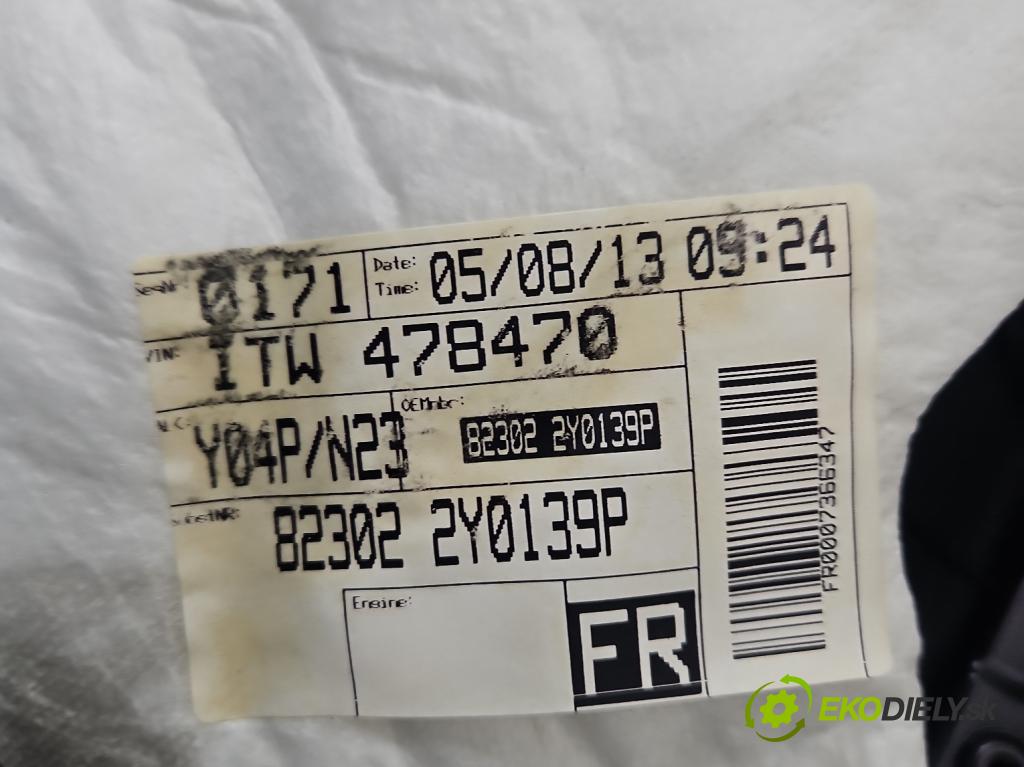 0171
Date:
Time: 05/08/13 09:24
VIN: ITW 478470
Y04P/N23
OEMnbr:
82302 2Y0139P
82302 2Y0139P
Engine:
FR
FR0007366347
EKODIELY.sk